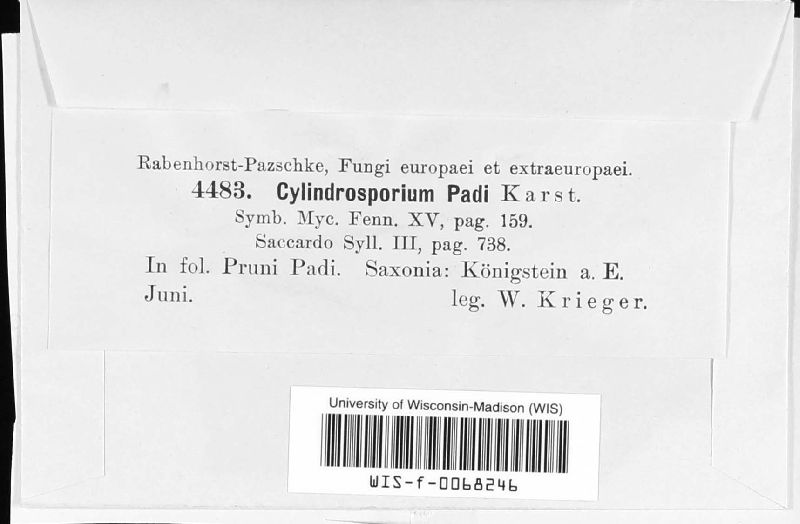 Rabenhorst-Pazschke, Fungi europaei et extraeuropaei.
4483. Cylindrosporium Padi Karst.
Symb. Myc. Fenn. XV, pag. 159.
Saccardo Syll. III, pag. 738.
In fol. Pruni Padi. Saxonia: Königstein a. E.
Juni. leg. W. Krieger.
University of Wisconsin-Madison (WIS)
WIS-f-0068246